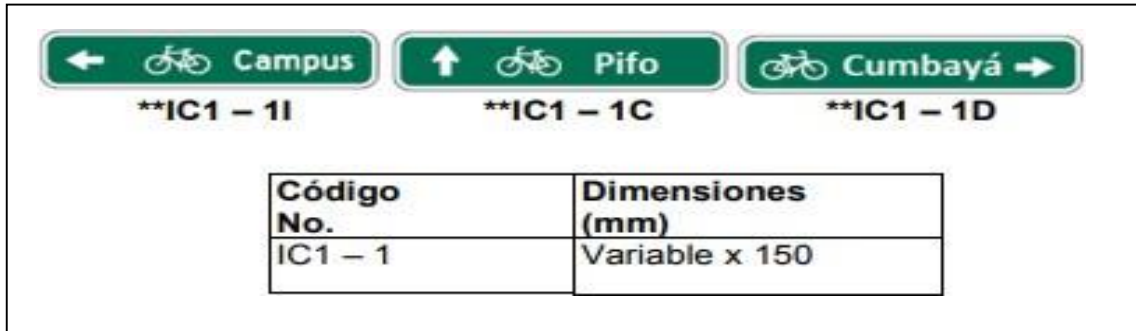 ← Campus
↑ Pifo
Cumbayá →
**IC1 – 1I
**IC1 – 1C
**IC1 – 1D
Código No.
Dimensiones (mm)
IC1 – 1
Variable x 150